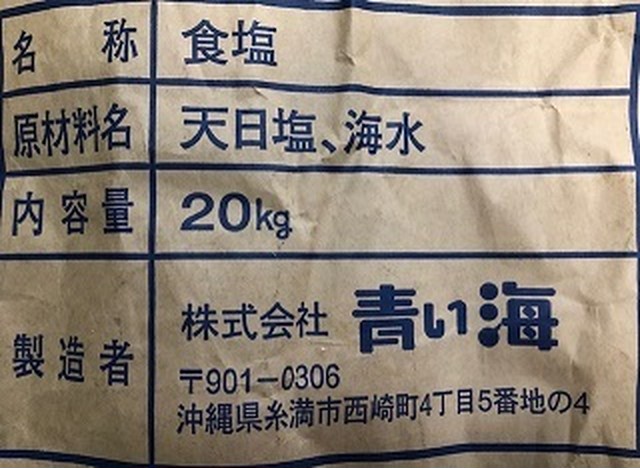 名称 食塩
原材料名 天日塩、海水
内容量 20kg
製造者 株式会社 青い海
〒901-0306
沖縄県糸満市西崎町4丁目5番地の4